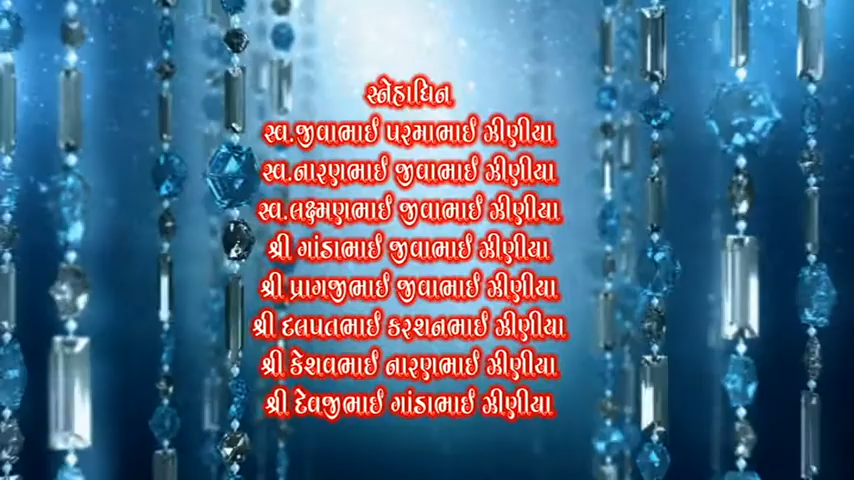 સ્નેહાધિન
સ્વ.જીવાભાઈ પરમાભાઈ ઝીણીયા
સ્વ.નારણભાઈ જીવાભાઈ ઝીણીયા
સ્વ.લક્ષ્મણભાઈ જીવાભાઈ ઝીણીયા
શ્રી ગાંડાભાઈ જીવાભાઈ ઝીણીયા
શ્રી પ્રાગજીભાઈ જીવાભાઈ ઝીણીયા
શ્રી દલપતભાઈ કરશનભાઈ ઝીણીયા
શ્રી કેશવભાઈ નારણભાઈ ઝીણીયા
શ્રી દેવજીભાઈ ગાંડાભાઈ ઝીણીયા